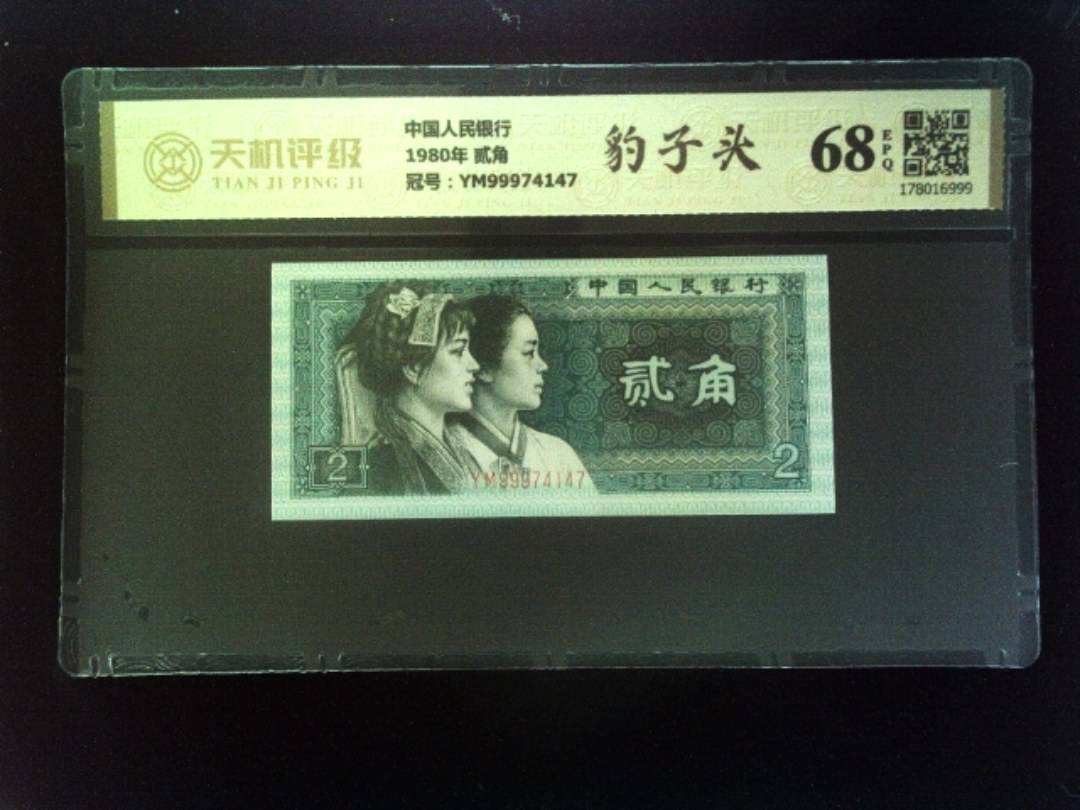 天机评级
TIAN JI PING JI
中国人民银行
1980年 贰角
冠号：YM99974147
豹子头
68
EPQ
178016999
中国人民银行
贰角
2
2
YM99974147